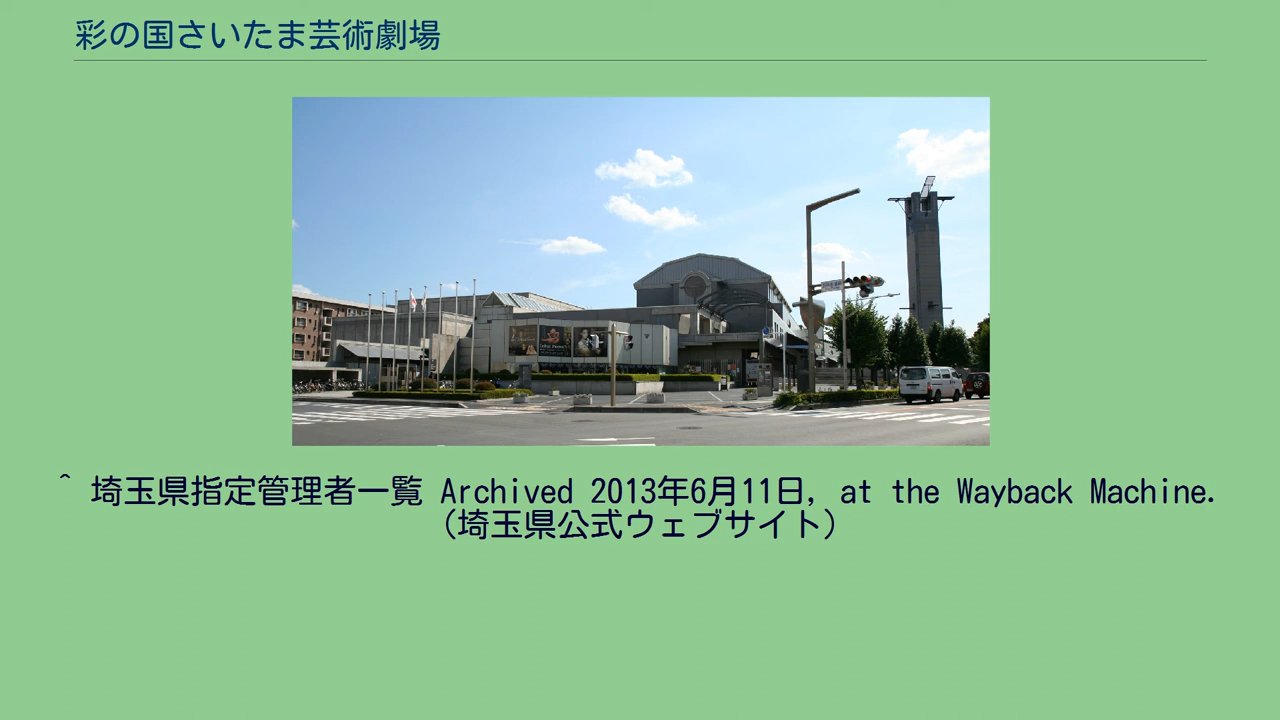 彩の国さいたま芸術劇場
^ 埼玉県指定管理者一覧 Archived 2013年6月11日, at the Wayback Machine.
(埼玉県公式ウェブサイト)